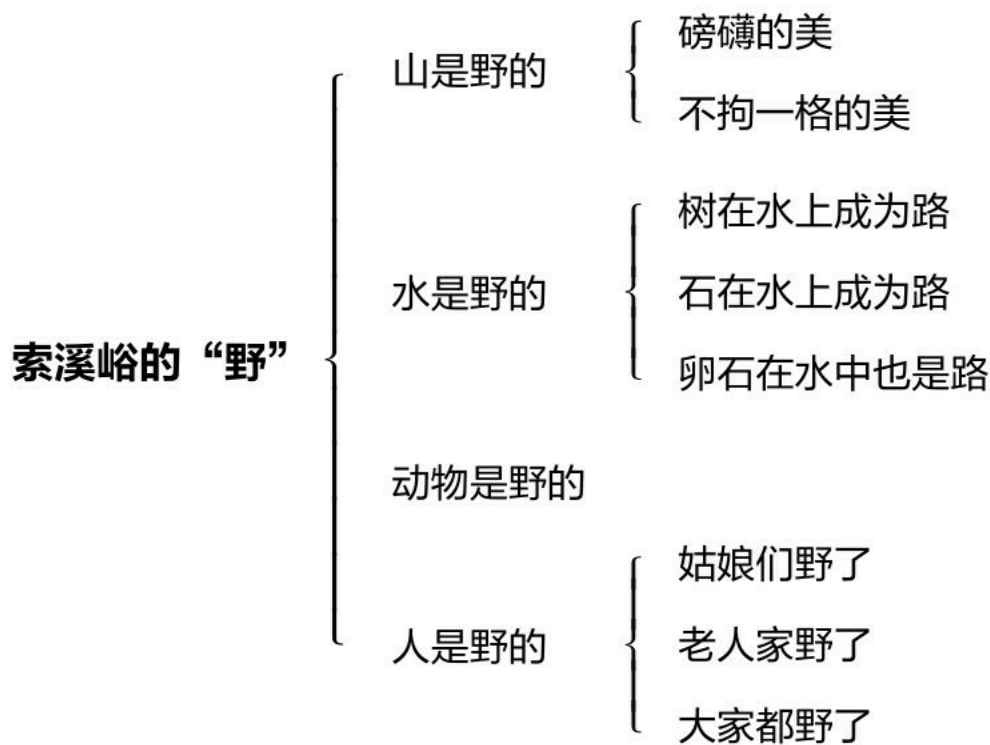 索溪峪的“野”
山是野的
磅礴的美
不拘一格的美
水是野的
树在水上成为路
石在水上成为路
卵石在水中也是路
动物是野的
人是野的
姑娘们野了
老人家野了
大家都野了